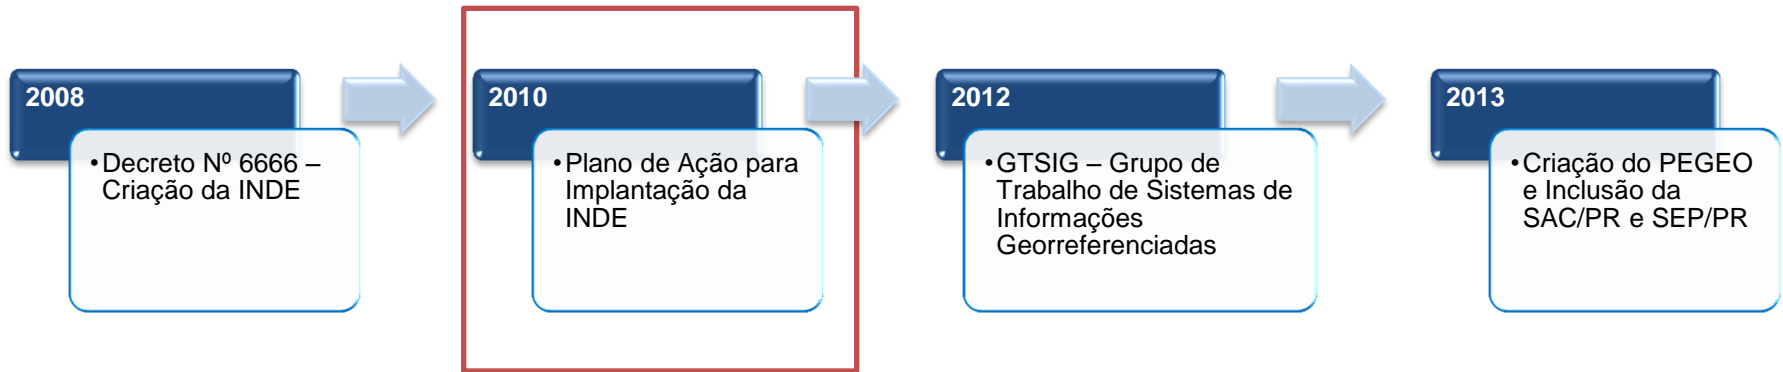 2008
•Decreto Nº 6666 –
Criação da INDE
2010
•Plano de Ação para
Implantação da
INDE
2012
•GTSIG – Grupo de
Trabalho de Sistemas de
Informações
Georreferenciadas
2013
•Criação do PEGEO
e Inclusão da
SAC/PR e SEP/PR